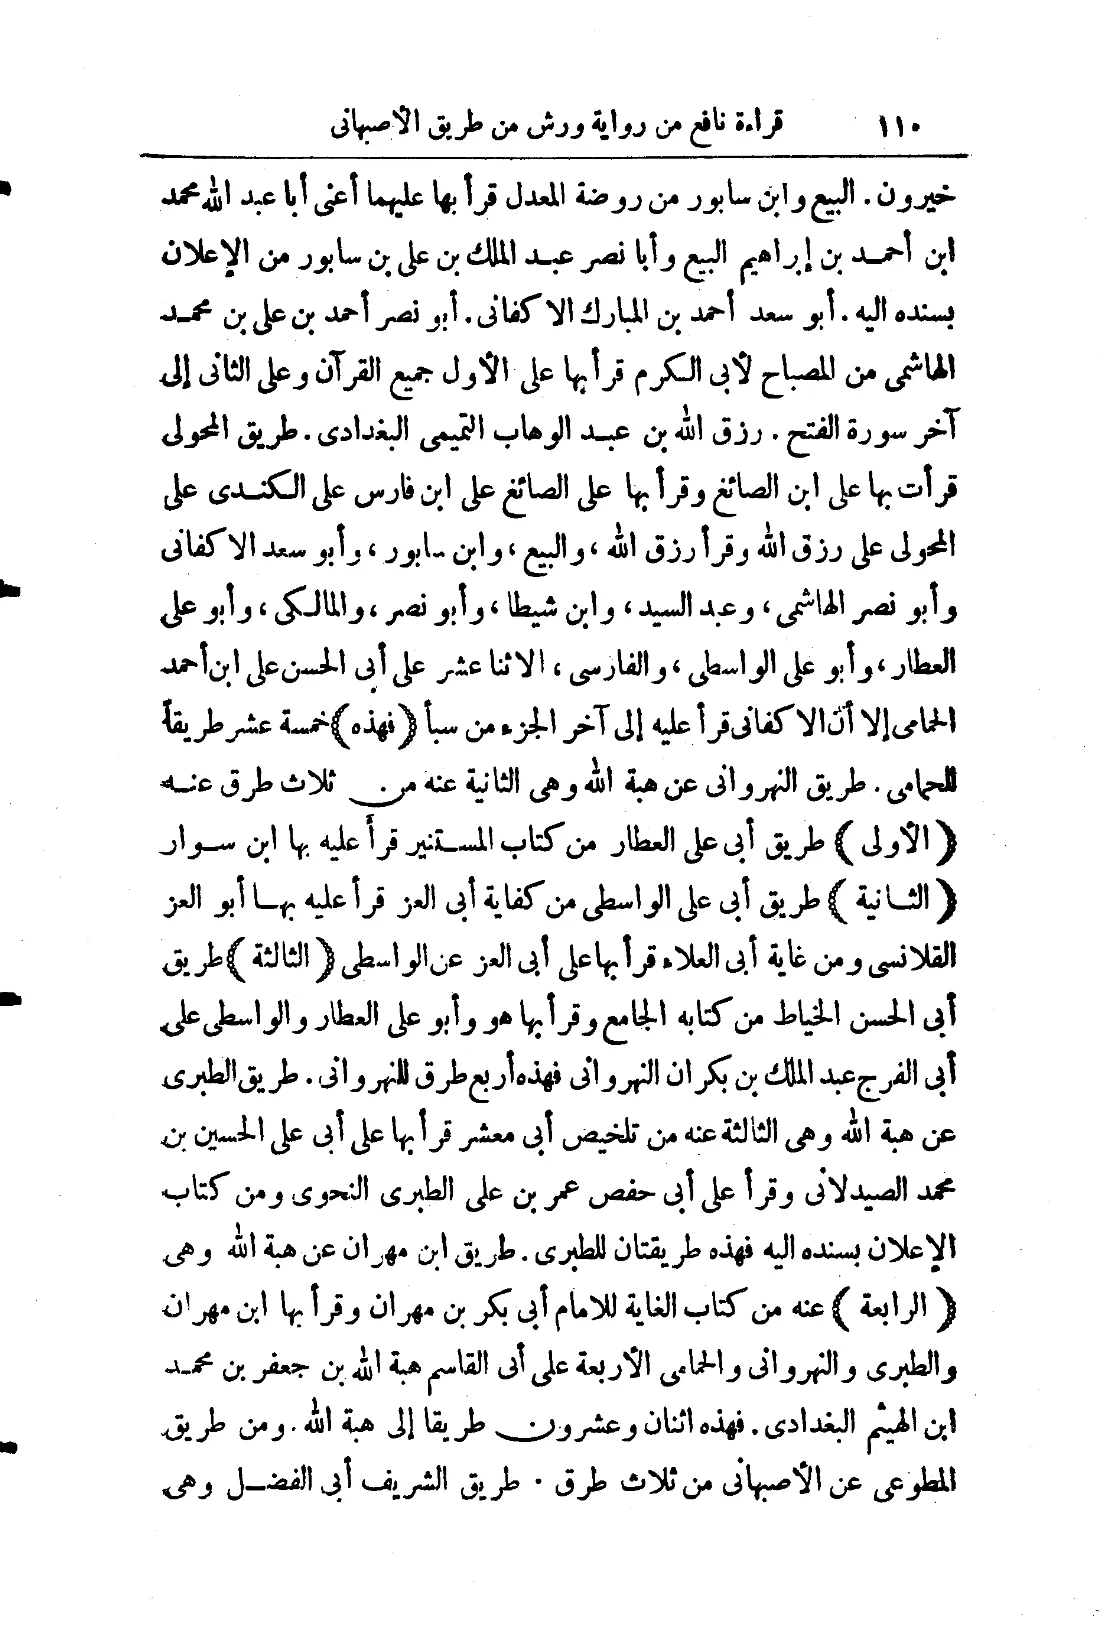 ١١٠ قراءة نافع من رواية ورش من طريق الأصبهانى
خيرون. البيع وابن سابور من روضة المعدل قرأ بها عليهما أعنى أبا عبد الله محمد
ابن أحمد بن إبراهيم البيع وأبا نصر عبد الملك بن على بن سابور من الإعلان
بسنده اليه. أبو سعد أحمد بن المبارك الاكفانى. أبو نصر أحمد بن على بن محمد
الهاشمى من المصباح لأبى الكرم قرأ بها على الأول جميع القرآن وعلى الثانى إلى
آخر سورة الفتح. رزق الله بن عبد الوهاب التميمى البغدادى. طريق المحولى
قرأت بها على ابن الصائغ وقرأ بها على الصائغ على ابن فارس على الكندى على
المحولى على رزق الله وقرأ رزق الله، والبيع، وابن سابور، وأبو سعد الاكفانى
وأبو نصر الهاشمى، وعبد السيد، وابن شيطا، وأبو نصر، والمالكى، وأبو على
العطار، وأبو على الواسطى، والفارسى، الاثنا عشر على أبى الحسن على ابن أحمد
الحمامى إلا أن الاكفانى قرأ عليه إلى آخر الجزء من سبأ (فهذه) خمسة عشر طريقاً
للحمامى. طريق النهروانى عن هبة الله وهى الثانية عنه من ثلاث طرق عنه
(الأولى) طريق أبى على العطار من كتاب المستنير قرأ عليه بها ابن سوار
(الثانية) طريق أبى على الواسطى من كفاية أبى العز قرأ عليه بها أبو العز
القلانسى ومن غاية أبى العلاء قرأ بها على أبى العز عن الواسطى (الثالثة) طريق
أبى الحسن الخياط من كتابه الجامع وقرأ بها هو وأبو على العطار والواسطى على
أبى الفرج عبد الملك بن بكران النهروانى فهذه أربع طرق للنهروانى. طريق الطبرى
عن هبة الله وهى الثالثة عنه من تلخيص أبى معشر قرأ بها على أبى على الحسين بن
محمد الصيدلانى وقرأ على أبى حفص عمر بن على الطبرى النحوى ومن كتاب
الإعلان بسنده اليه فهذه طريقتان للطبرى. طريق ابن مهران عن هبة الله وهى
(الرابعة) عنه من كتاب الغاية للامام أبى بكر بن مهران وقرأ بها ابن مهران
والطبرى والنهروانى والحمامى الأربعة على أبى القاسم هبة الله بن جعفر بن محمد
ابن الهيثم البغدادى. فهذه اثنان وعشرون طريقا إلى هبة الله. ومن طريق
المطوعى عن الأصبهانى من ثلاث طرق. طريق الشريف أبى الفضل وهى